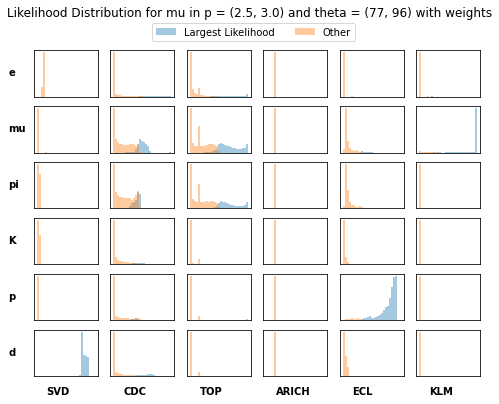 Likelihood Distribution for mu in p = (2.5, 3.0) and theta = (77, 96) with weights
Largest Likelihood Other
e
mu
pi
K
p
d
SVD CDC TOP ARICH ECL KLM